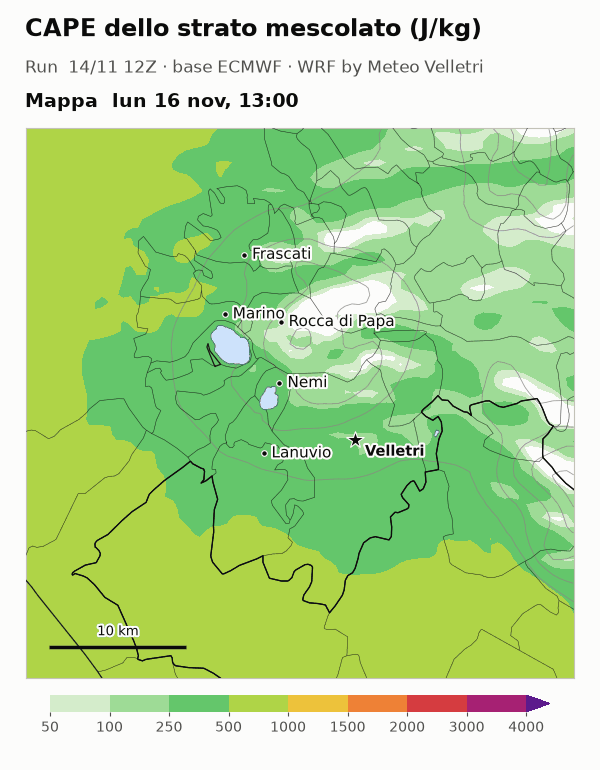 CAPE dello strato mescolato (J/kg)
Run 14/11 12Z · base ECMWF · WRF by Meteo Velletri
Mappa lun 16 nov, 13:00
Frascati
Marino
Rocca di Papa
Nemi
Lanuvio
Velletri
10 km
50 100 250 500 1000 1500 2000 3000 4000